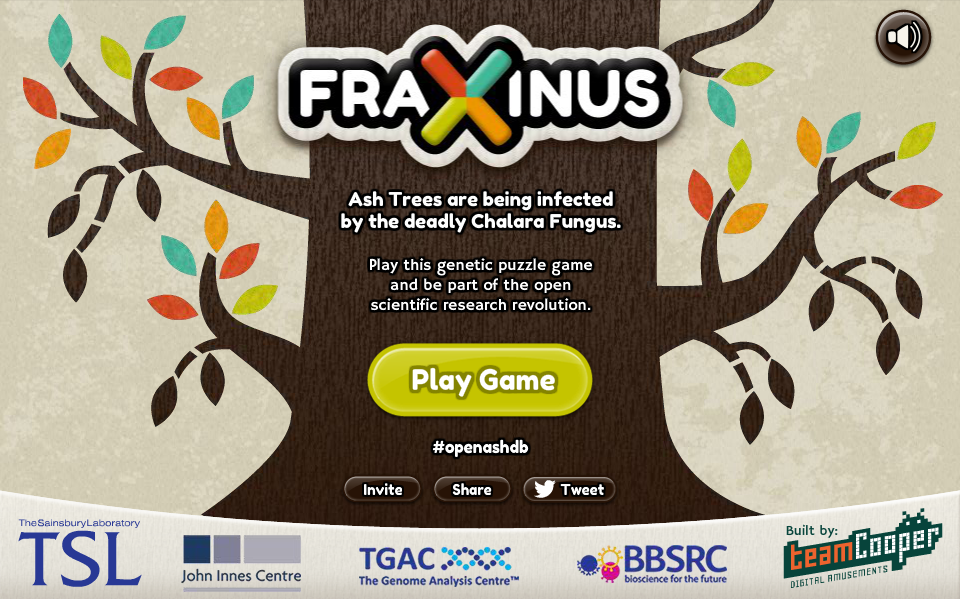 FRAXINUS
Ash Trees are being infected
by the deadly Chalara Fungus.
Play this genetic puzzle game
and be part of the open
scientific research revolution.
Play Game
#openashdb
Invite
Share
Tweet
TheSainsburyLaboratory
TSL
John Innes Centre
TGAC
The Genome Analysis Centre™
BBSRC
bioscience for the future
Built by:
teamCooper
DIGITAL AMUSEMENTS